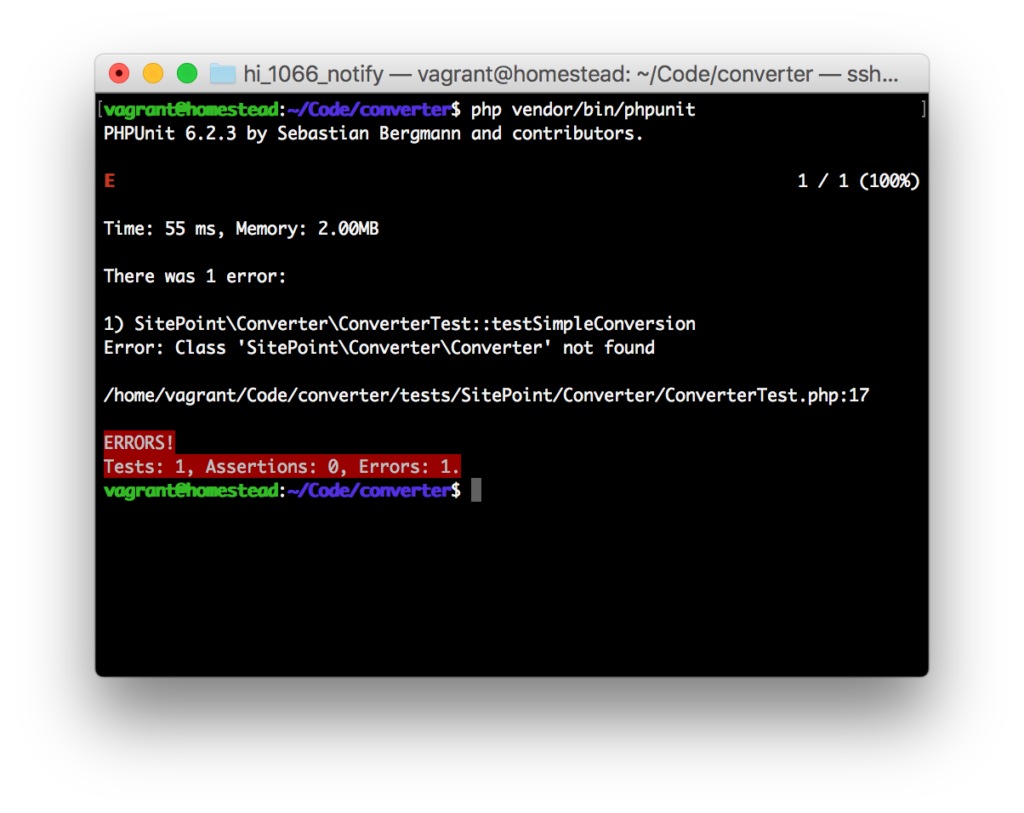 hi_1066_notify — vagrant@homestead: ~/Code/converter — ssh...
[vagrant@homestead:~/Code/converter$ php vendor/bin/phpunit ]
PHPUnit 6.2.3 by Sebastian Bergmann and contributors.
E 1 / 1 (100%)
Time: 55 ms, Memory: 2.00MB
There was 1 error:
1) SitePoint\Converter\ConverterTest::testSimpleConversion
Error: Class 'SitePoint\Converter\Converter' not found
/home/vagrant/Code/converter/tests/SitePoint/Converter/ConverterTest.php:17
ERRORS!
Tests: 1, Assertions: 0, Errors: 1.
vagrant@homestead:~/Code/converter$